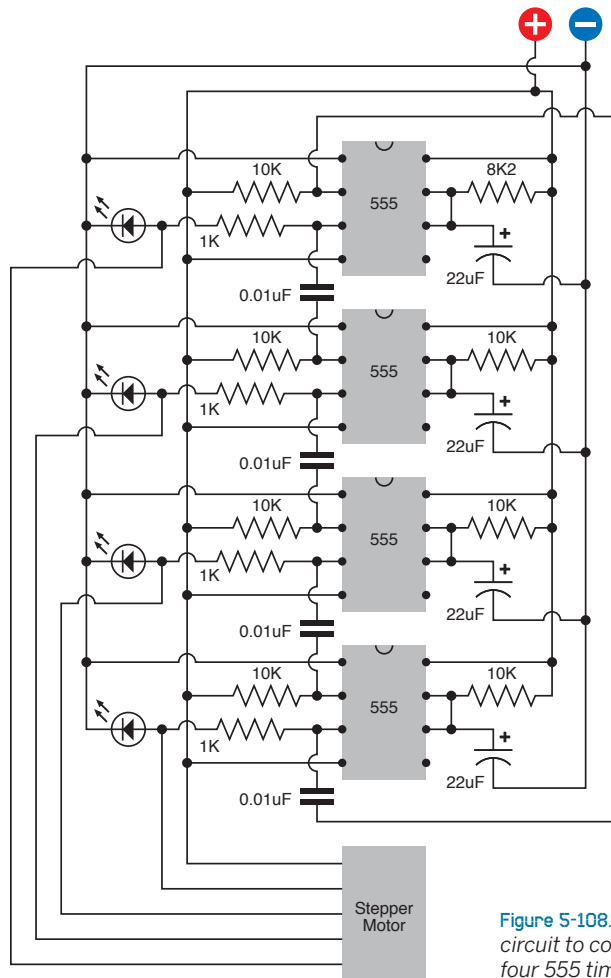 + −
10K
8K2
555
1K
+
22uF
0.01uF
10K
10K
555
1K
+
22uF
0.01uF
10K
10K
555
1K
+
22uF
0.01uF
10K
10K
555
1K
+
22uF
0.01uF
Stepper
Motor
Figure 5-108.
circuit to co
four 555 tim